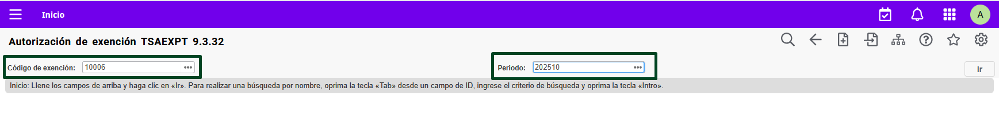 Inicio
A
Autorización de exención TSAEXPT 9.3.32
Código de exención: 10006 ••• Periodo: 202510 ••• Ir
Inicio: Llene los campos de arriba y haga clic en «Ir». Para realizar una búsqueda por nombre, oprima la tecla «Tab» desde un campo de ID, ingrese el criterio de búsqueda y oprima la tecla «Intro».